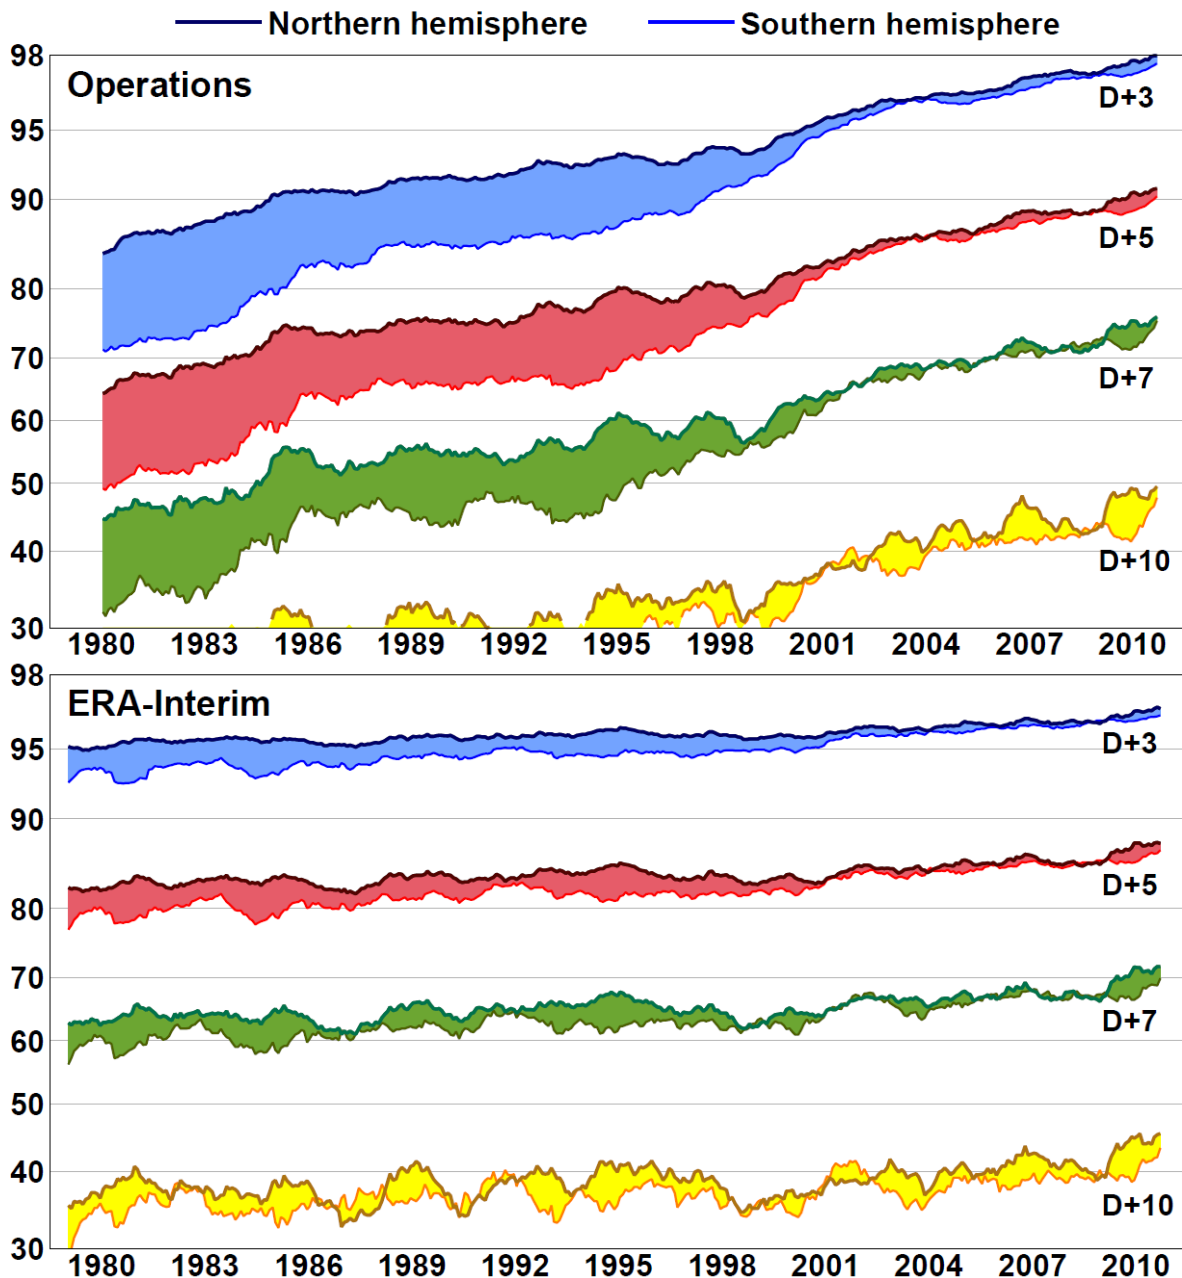 Northern hemisphere Southern hemisphere
98
Operations
D+3
95
90
D+5
80
70
D+7
60
50
40
D+10
30
1980 1983 1986 1989 1992 1995 1998 2001 2004 2007 2010
98
ERA-Interim
D+3
95
90
D+5
80
70
D+7
60
50
40
D+10
30
1980 1983 1986 1989 1992 1995 1998 2001 2004 2007 2010